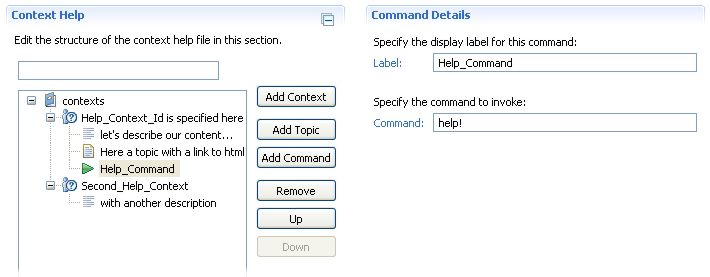 Context Help
Edit the structure of the context help file in this section.
contexts
Help_Context_Id is specified here
let's describe our content...
Here a topic with a link to html
Help_Command
Second_Help_Context
with another description
Add Context
Add Topic
Add Command
Remove
Up
Down
Command Details
Specify the display label for this command:
Label: Help_Command
Specify the command to invoke:
Command: help!